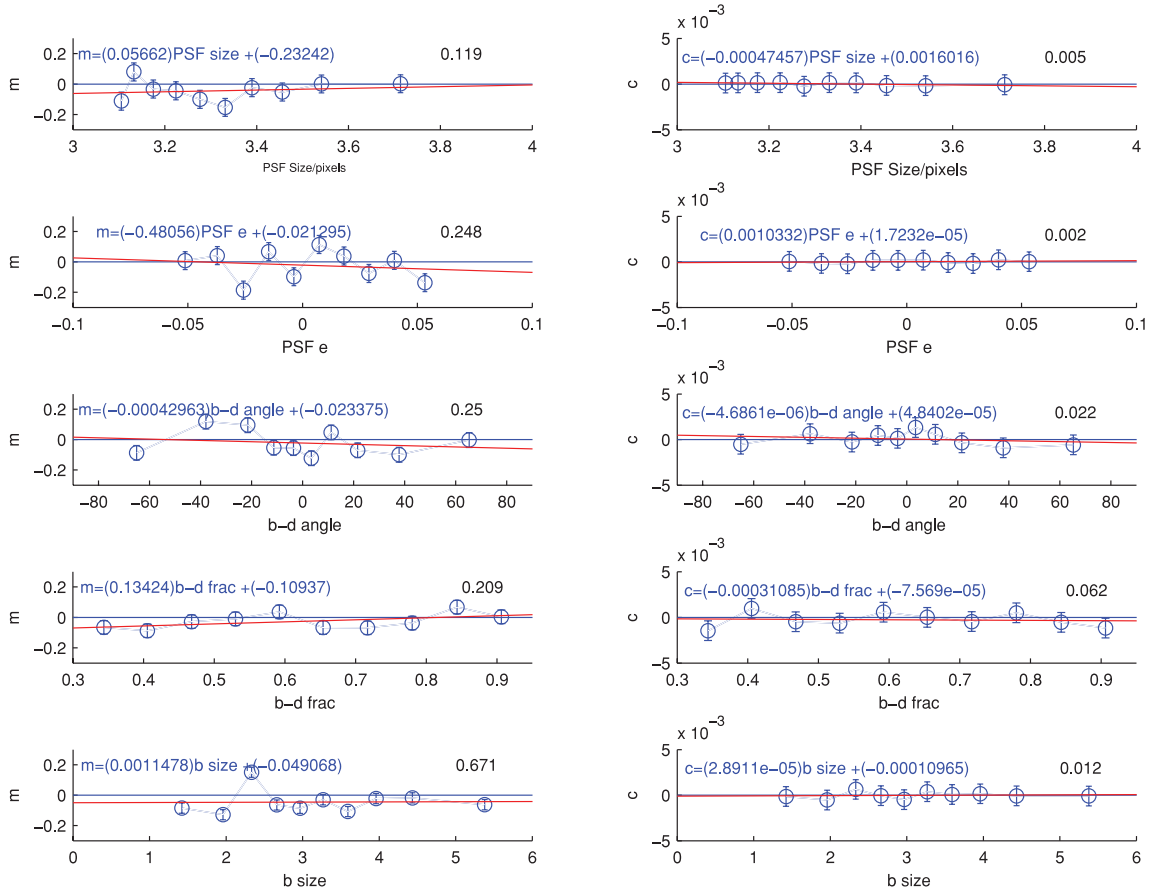 x 10⁻³
m=(0.05662)PSF size +(−0.23242) 0.119
0.2
0
−0.2
m
3 3.2 3.4 3.6 3.8 4
PSF Size/pixels
c=(−0.00047457)PSF size +(0.0016016) 0.005
5
0
−5
c
3 3.2 3.4 3.6 3.8 4
PSF Size/pixels
m=(−0.48056)PSF e +(−0.021295) 0.248
0.2
0
−0.2
m
−0.1 −0.05 0 0.05 0.1
PSF e
x 10⁻³
c=(0.0010332)PSF e +(1.7232e−05) 0.002
5
0
−5
c
−0.1 −0.05 0 0.05 0.1
PSF e
m=(−0.00042963)b−d angle +(−0.023375) 0.25
0.2
0
−0.2
m
−80 −60 −40 −20 0 20 40 60 80
b−d angle
x 10⁻³
c=(−4.6861e−06)b−d angle +(4.8402e−05) 0.022
5
0
−5
c
−80 −60 −40 −20 0 20 40 60 80
b−d angle
m=(0.13424)b−d frac +(−0.10937) 0.209
0.2
0
−0.2
m
0.3 0.4 0.5 0.6 0.7 0.8 0.9
b−d frac
x 10⁻³
c=(−0.00031085)b−d frac +(−7.569e−05) 0.062
5
0
−5
c
0.3 0.4 0.5 0.6 0.7 0.8 0.9
b−d frac
m=(0.0011478)b size +(−0.049068) 0.671
0.2
0
−0.2
m
0 1 2 3 4 5 6
b size
x 10⁻³
c=(2.8911e−05)b size +(−0.00010965) 0.012
5
0
−5
c
0 1 2 3 4 5 6
b size